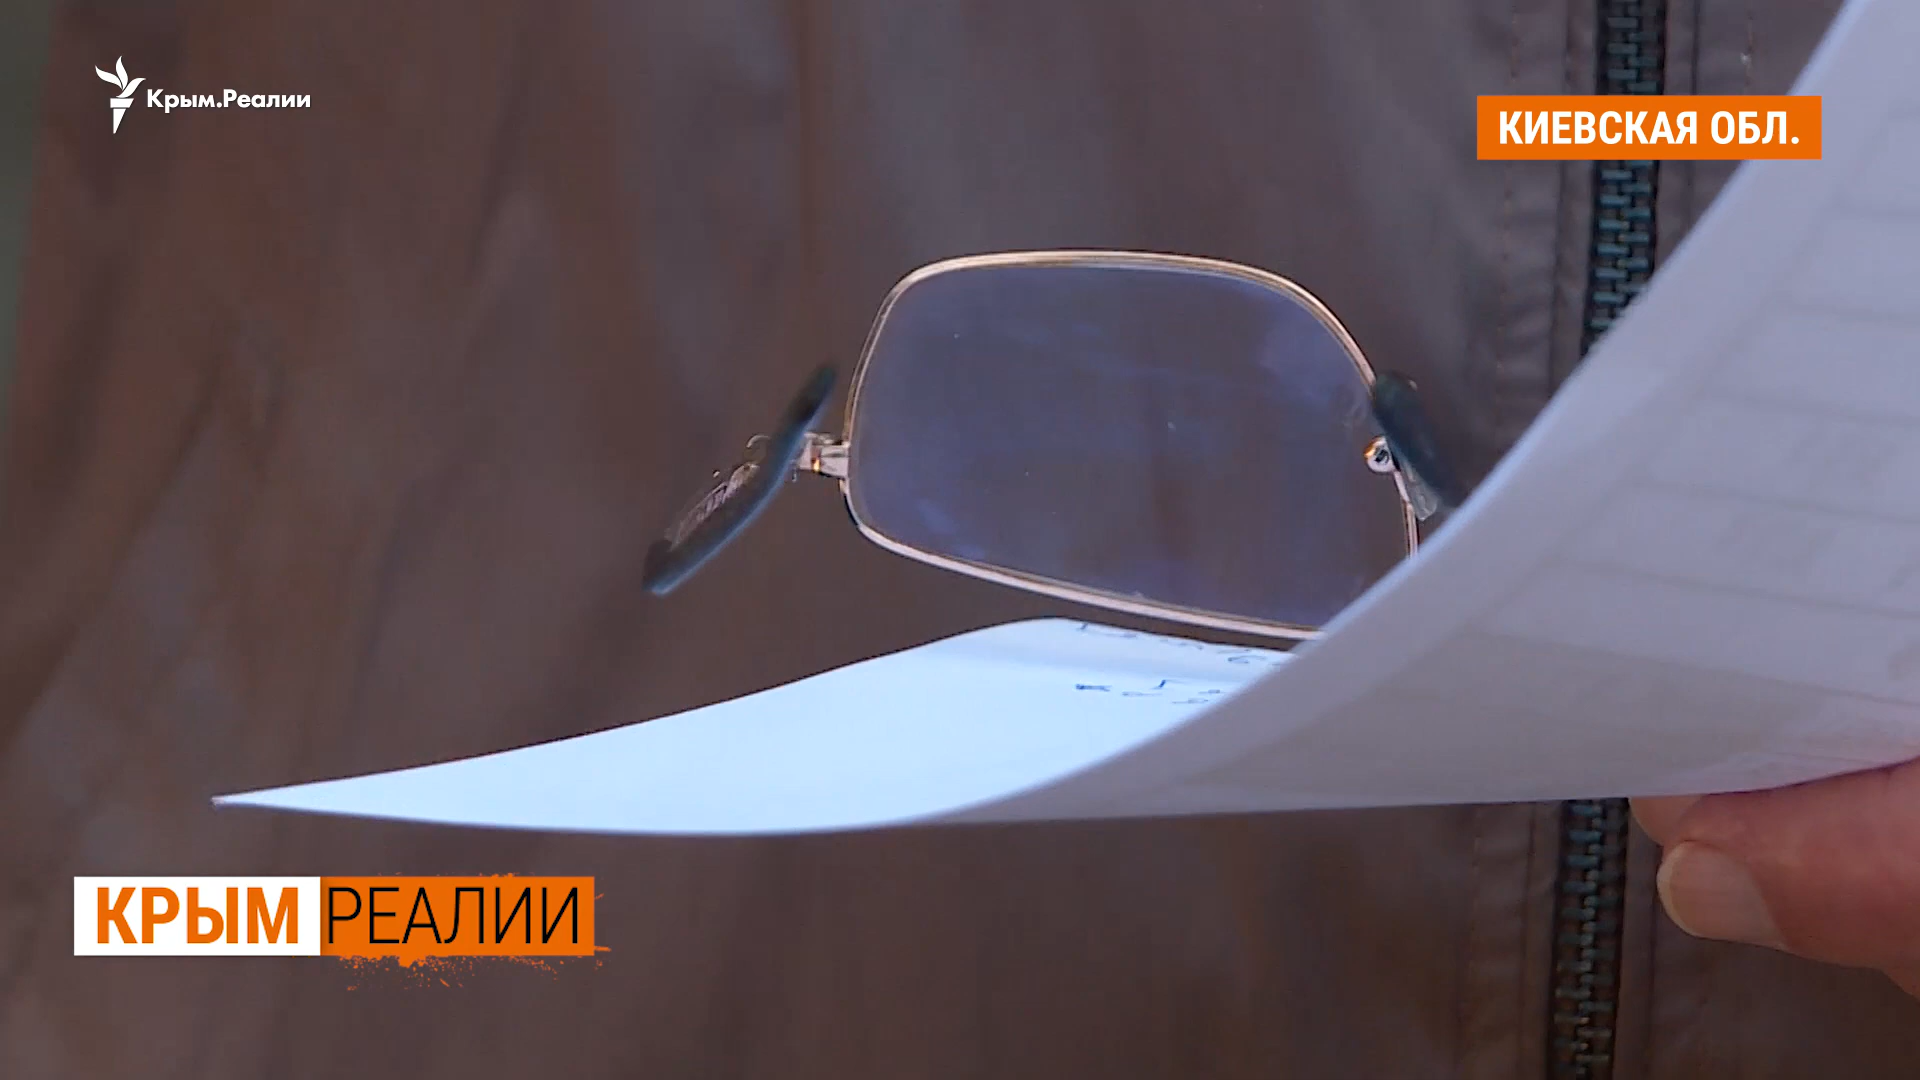 Крым.Реалии
КИЕВСКАЯ ОБЛ.
КРЫМ РЕАЛИИ